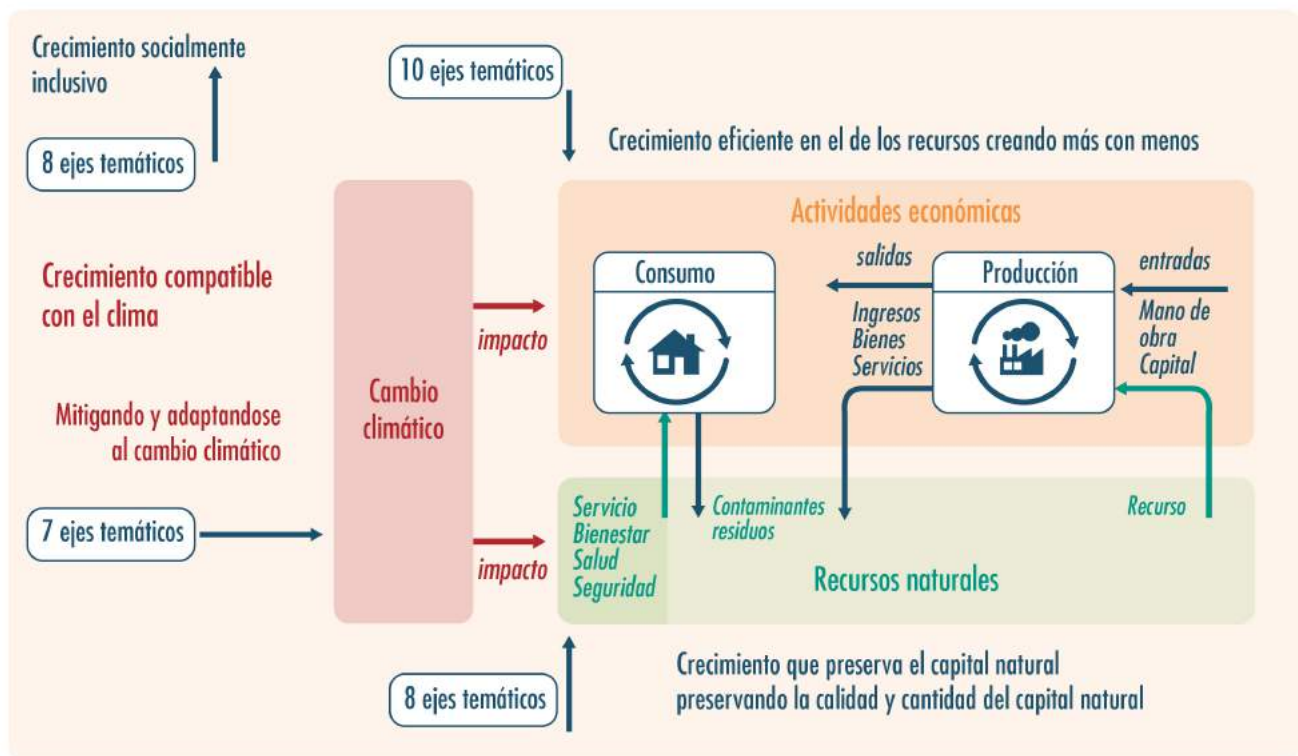 Crecimiento socialmente
inclusivo
8 ejes temáticos
10 ejes temáticos
Crecimiento eficiente en el de los recursos creando más con menos
Crecimiento compatible
con el clima
Mitigando y adaptandose
al cambio climático
7 ejes temáticos
Cambio
climático
impacto
impacto
Actividades económicas
Consumo
salidas
Ingresos
Bienes
Servicios
Producción
entradas
Mano de
obra
Capital
Servicio
Bienestar
Salud
Seguridad
Contaminantes
residuos
Recurso
Recursos naturales
8 ejes temáticos
Crecimiento que preserva el capital natural
preservando la calidad y cantidad del capital natural